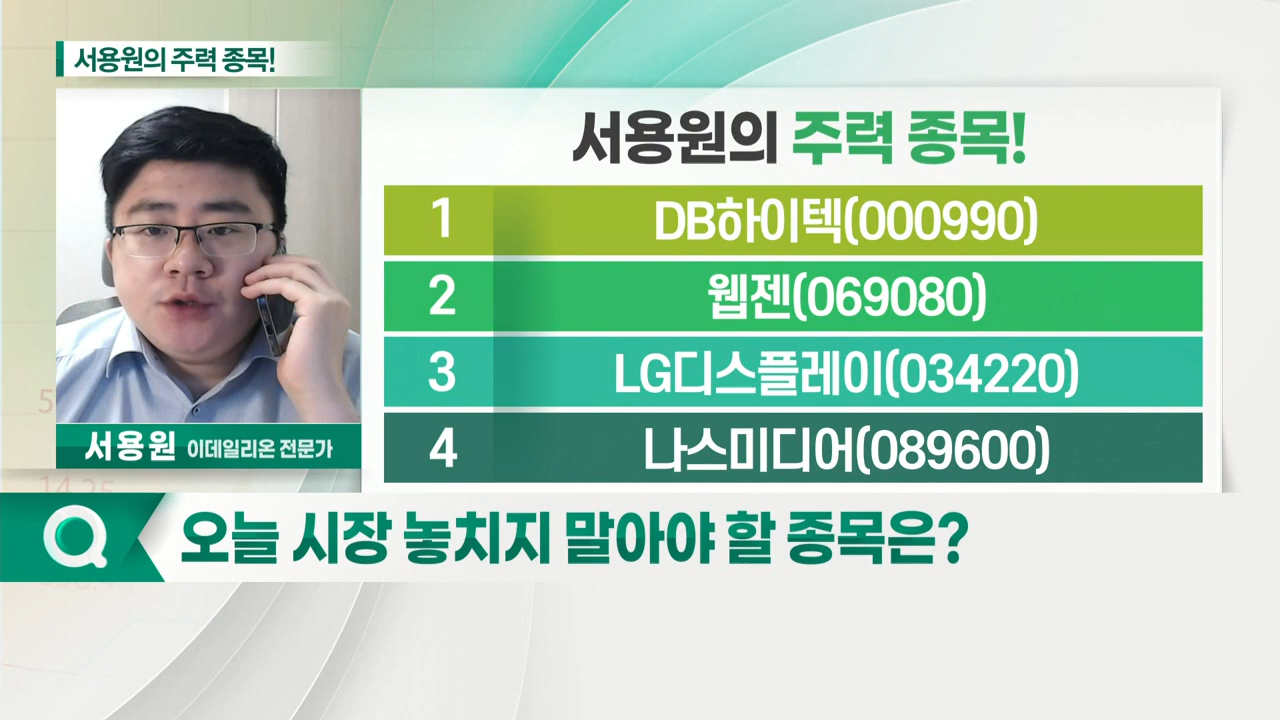 서용원의 주력 종목!
서용원의 주력 종목!
1 DB하이텍(000990)
2 웹젠(069080)
3 LG디스플레이(034220)
4 나스미디어(089600)
서용원 이데일리온 전문가
오늘 시장 놓치지 말아야 할 종목은?